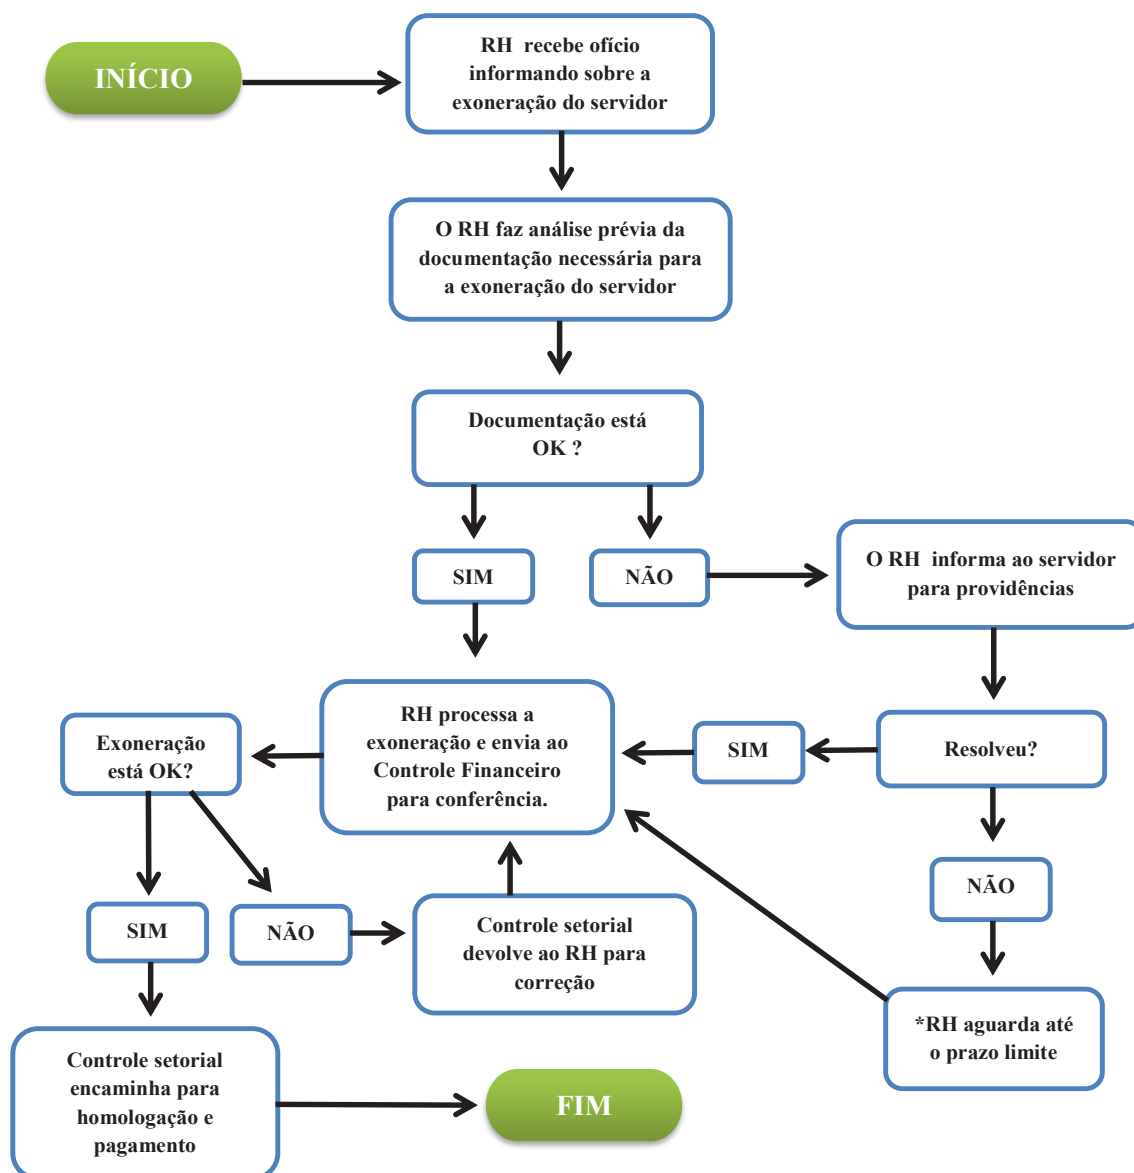 INÍCIO
RH recebe ofício
informando sobre a
exoneração do servidor
O RH faz análise prévia da
documentação necessária para
a exoneração do servidor
Documentação está
OK ?
SIM
NÃO
O RH informa ao servidor
para providências
RH processa a
exoneração e envia ao
Controle Financeiro
para conferência.
Exoneração
está OK?
SIM
Resolveu?
NÃO
SIM
NÃO
Controle setorial
devolve ao RH para
correção
*RH aguarda até
o prazo limite
Controle setorial
encaminha para
homologação e
pagamento
FIM